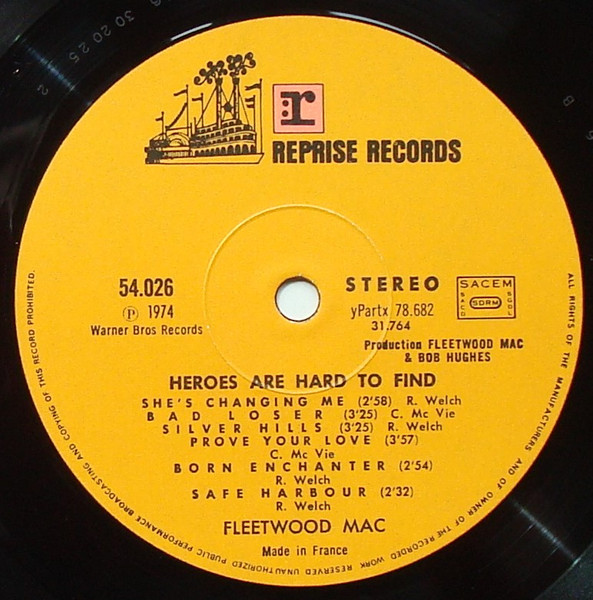 r
REPRISE RECORDS
54.026
Ⓟ 1974
Warner Bros Records
STEREO
yPartx 78.682
31.764
SACEM
SACD
SDRM
SGDL
Production FLEETWOOD MAC
& BOB HUGHES
HEROES ARE HARD TO FIND
SHE'S CHANGING ME (2'58) R. Welch
BAD LOSER (3'25) C. Mc Vie
SILVER HILLS (3'25) R. Welch
PROVE YOUR LOVE (3'57)
C. Mc Vie
BORN ENCHANTER (2'54)
R. Welch
SAFE HARBOUR (2'32)
R. Welch
FLEETWOOD MAC
Made in France
ALL RIGHTS OF THE MANUFACTURERS AND OF OWNER OF THE RECORDED WORK RESERVED UNAUTHORIZED PUBLIC PERFORMANCE BROADCASTING AND COPYING OF THIS RECORD PROHIBITED.